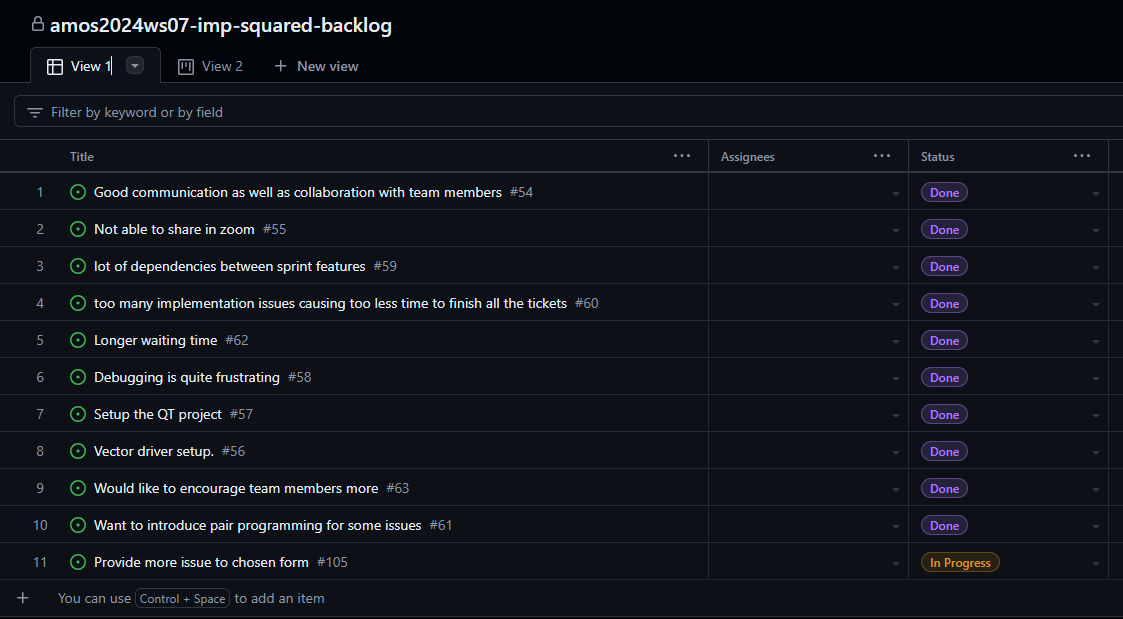 amos2024ws07-imp-squared-backlog
View 1 View 2 + New view
Filter by keyword or by field
Title ... Assignees ... Status ...
1 Good communication as well as collaboration with team members #54 Done
2 Not able to share in zoom #55 Done
3 lot of dependencies between sprint features #59 Done
4 too many implementation issues causing too less time to finish all the tickets #60 Done
5 Longer waiting time #62 Done
6 Debugging is quite frustrating #58 Done
7 Setup the QT project #57 Done
8 Vector driver setup. #56 Done
9 Would like to encourage team members more #63 Done
10 Want to introduce pair programming for some issues #61 Done
11 Provide more issue to chosen form #105 In Progress
+ You can use Control + Space to add an item